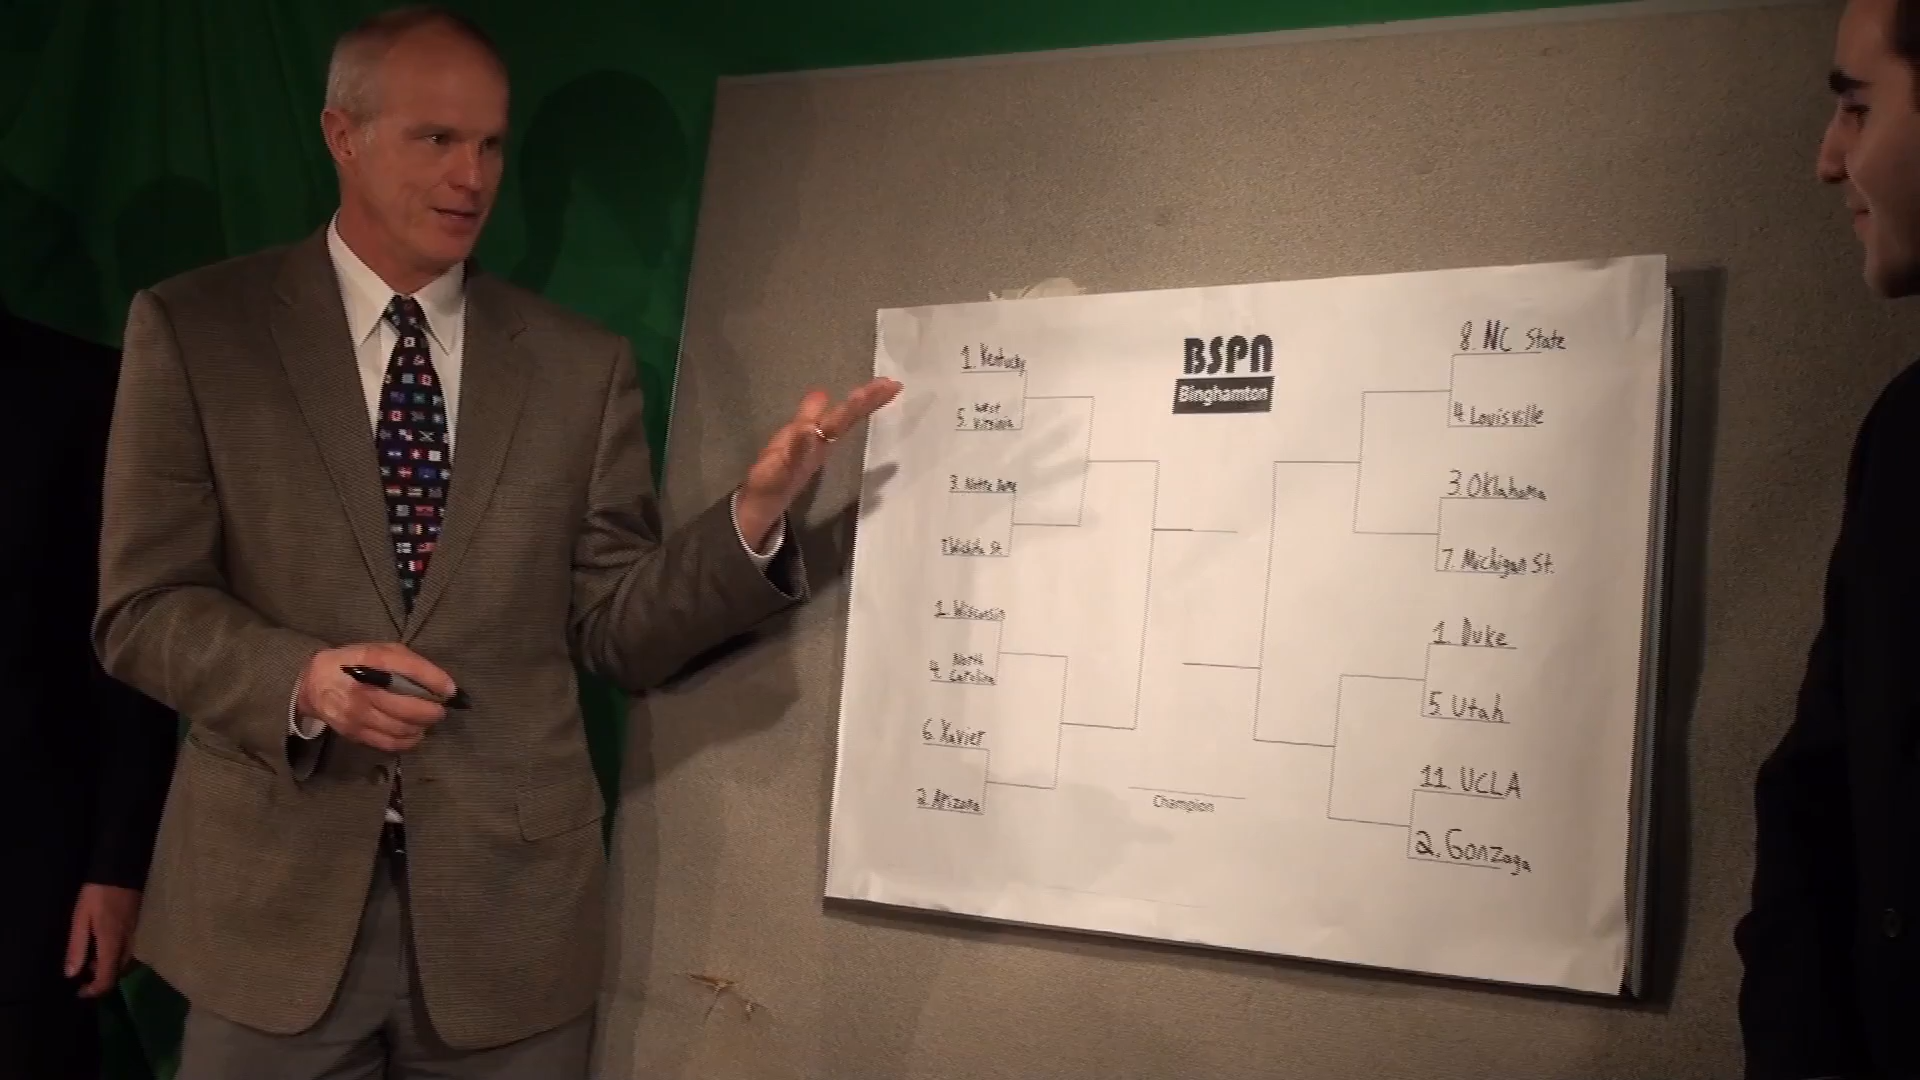 BSPN
Binghamton
1. Kentucky
5. West
Virginia
3. Notre Dame
7. Wichita St.
1. Wisconsin
4. North
Carolina
6. Xavier
2. Arizona
8. NC State
4. Louisville
3. Oklahoma
7. Michigan St.
1. Duke
5. Utah
11. UCLA
2. Gonzaga
Champion